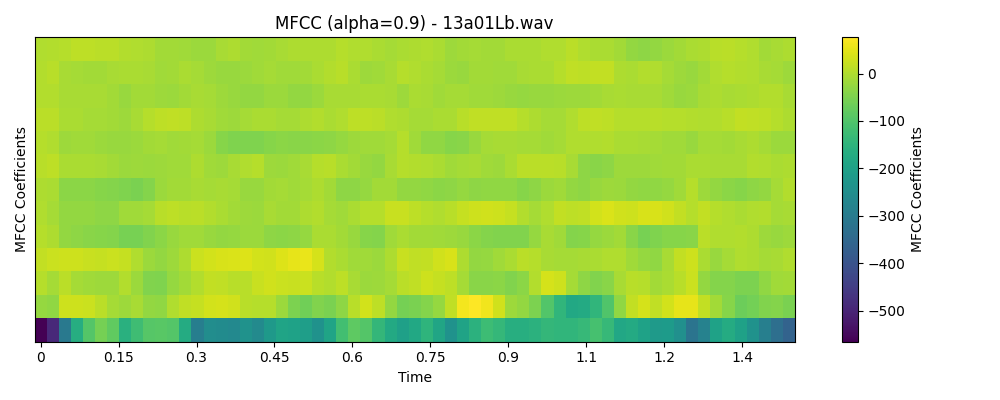 MFCC (alpha=0.9) - 13a01Lb.wav
MFCC Coefficients
0 0.15 0.3 0.45 0.6 0.75 0.9 1.1 1.2 1.4
Time
0
−100
−200
−300
−400
−500
MFCC Coefficients